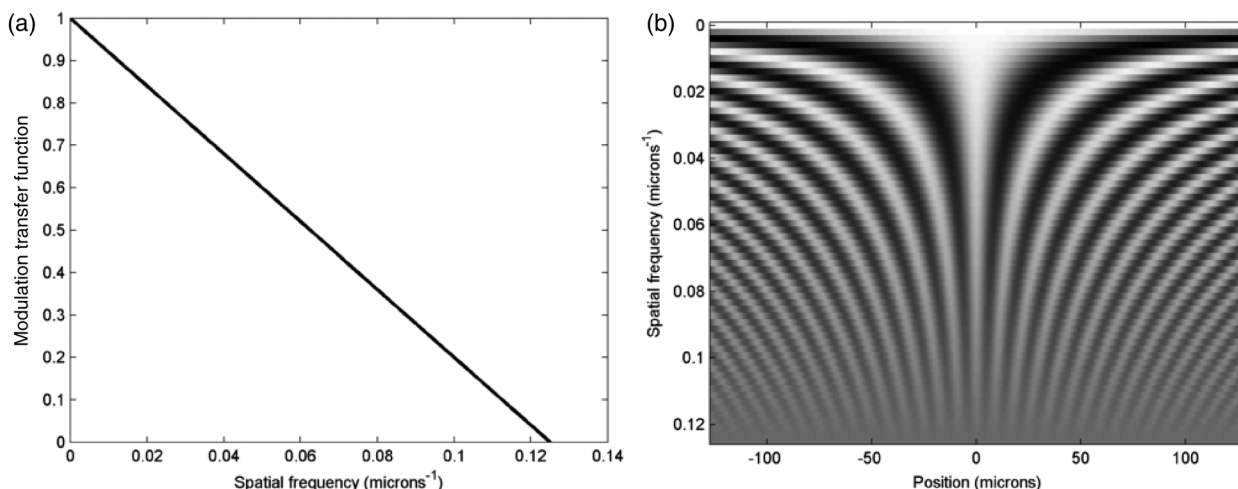 (a)
Modulation transfer function
1
0.9
0.8
0.7
0.6
0.5
0.4
0.3
0.2
0.1
0
0 0.02 0.04 0.06 0.08 0.1 0.12 0.14
Spatial frequency (microns⁻¹)
(b)
Spatial frequency (microns⁻¹)
0
0.02
0.04
0.06
0.08
0.1
0.12
-100 -50 0 50 100
Position (microns)